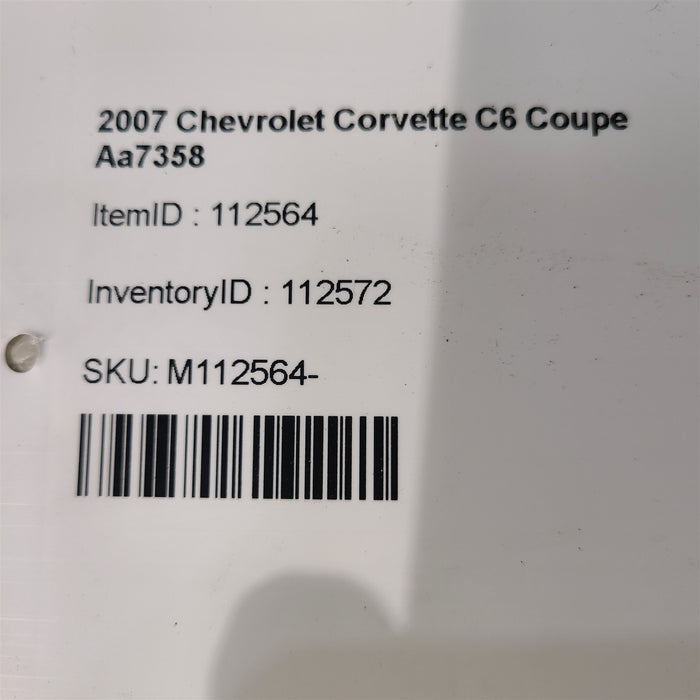 2007 Chevrolet Corvette C6 Coupe
Aa7358
ItemID : 112564
InventoryID : 112572
SKU: M112564-